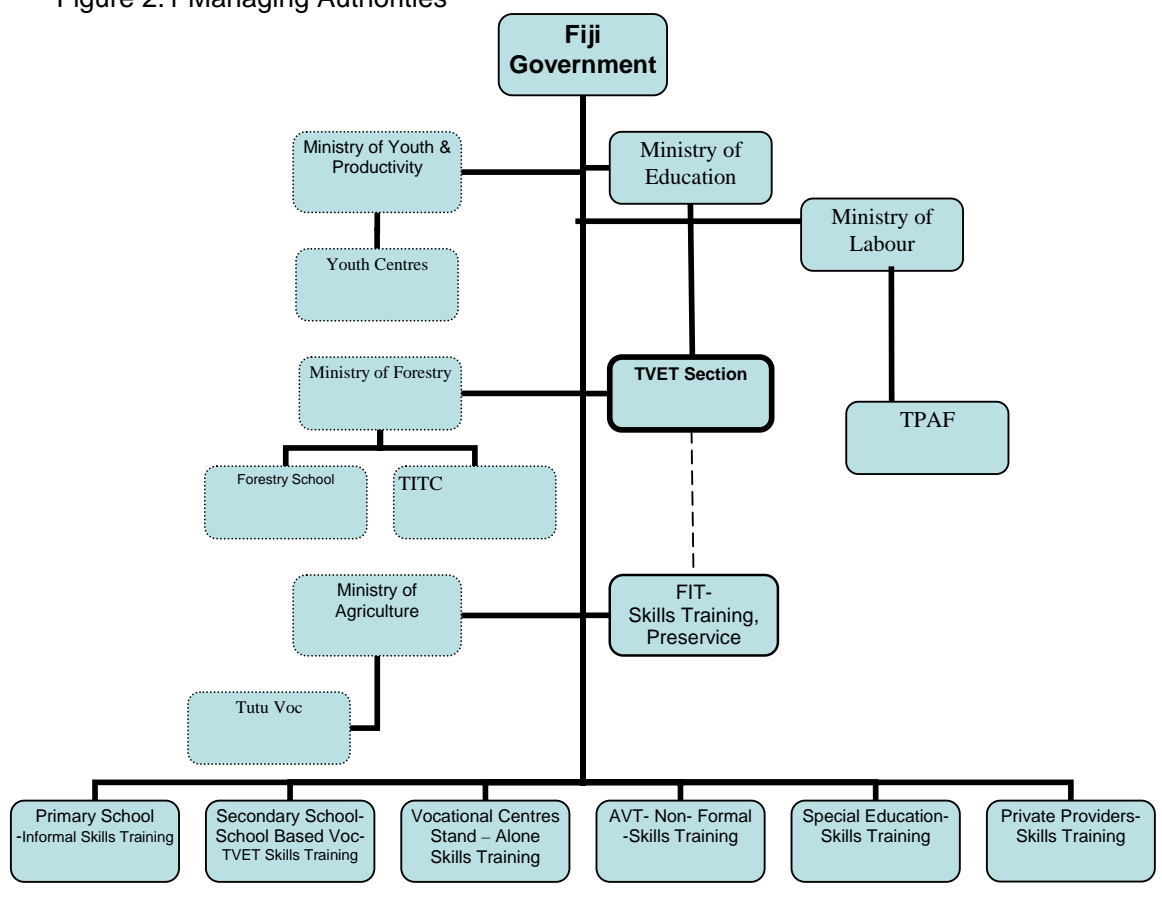 Figure 2.1 Managing Authorities
Fiji
Government
Ministry of Youth &
Productivity
Ministry of
Education
Ministry of
Labour
Youth Centres
Ministry of Forestry
TVET Section
TPAF
Forestry School
TITC
Ministry of
Agriculture
FIT-
Skills Training,
Preservice
Tutu Voc
Primary School
-Informal Skills Training
Secondary School-
School Based Voc-
TVET Skills Training
Vocational Centres
Stand – Alone
Skills Training
AVT- Non- Formal
-Skills Training
Special Education-
Skills Training
Private Providers-
Skills Training